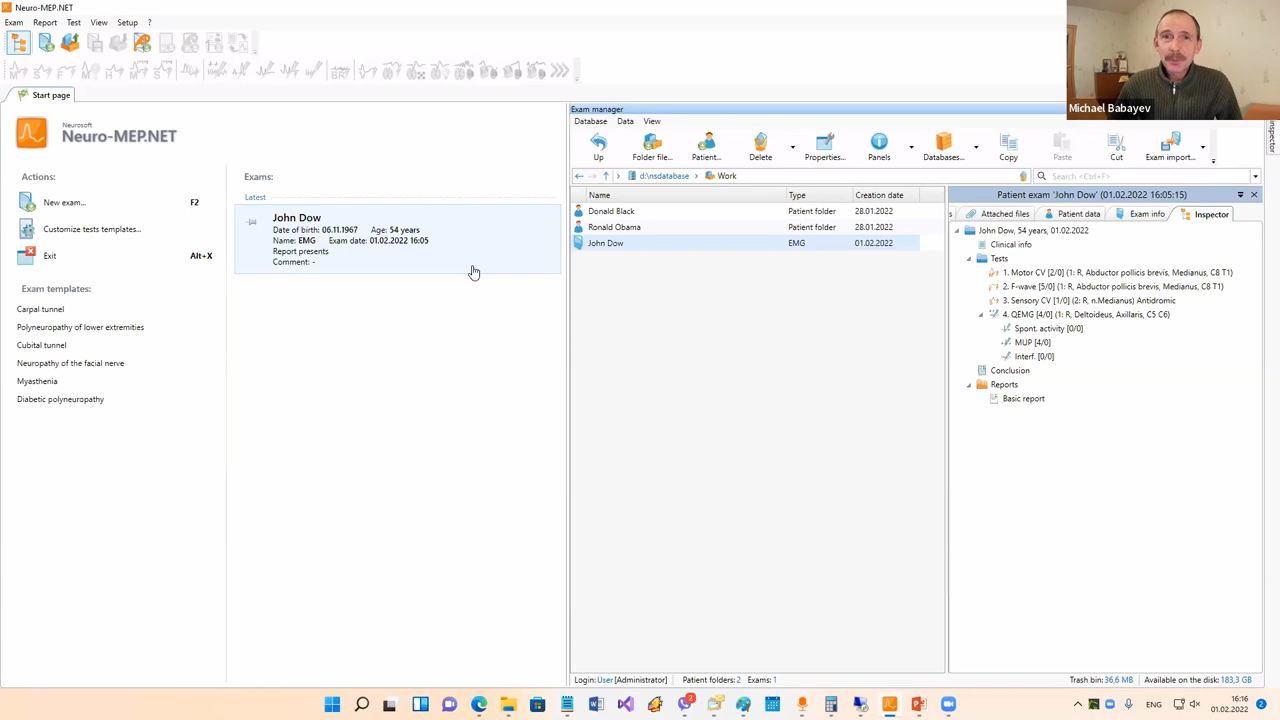 Neuro-MEP.NET
Exam Report Test View Setup ?
Start page
Neurosoft
Neuro-MEP.NET
Actions:
New exam... F2
Customize tests templates...
Exit Alt+X
Exam templates:
Carpal tunnel
Polyneuropathy of lower extremities
Cubital tunnel
Neuropathy of the facial nerve
Myasthenia
Diabetic polyneuropathy
Exams:
Latest
John Dow
Date of birth: 06.11.1967 Age: 54 years
Name: EMG Exam date: 01.02.2022 16:05
Report presents
Comment: -
Exam manager
Database Data View
Up Folder file... Patient... Delete Properties... Panels Databases... Copy Paste Cut Exam import...
d:\nsdatabase Work
Search <Ctrl+F>
Name Type Creation date
Donald Black Patient folder 28.01.2022
Ronald Obama Patient folder 28.01.2022
John Dow EMG 01.02.2022
Patient exam 'John Dow' (01.02.2022 16:05:15)
Attached files Patient data Exam info Inspector
John Dow, 54 years, 01.02.2022
Clinical info
Tests
1. Motor CV [2/0] (1: R, Abductor pollicis brevis, Medianus, C8 T1)
2. F-wave [5/0] (1: R, Abductor pollicis brevis, Medianus, C8 T1)
3. Sensory CV [1/0] (2: R, n.Medianus) Antidromic
4. QEMG [4/0] (1: R, Deltoideus, Axillaris, C5 C6)
Spont. activity [0/0]
MUP [4/0]
Interf. [0/0]
Conclusion
Reports
Basic report
Michael Babayev
Login: User [Administrator] Patient folders: 2 Exams: 1 Trash bin: 36,6 MB Available on the disk: 183,3 GB
2
ENG
16:16
01.02.2022
2